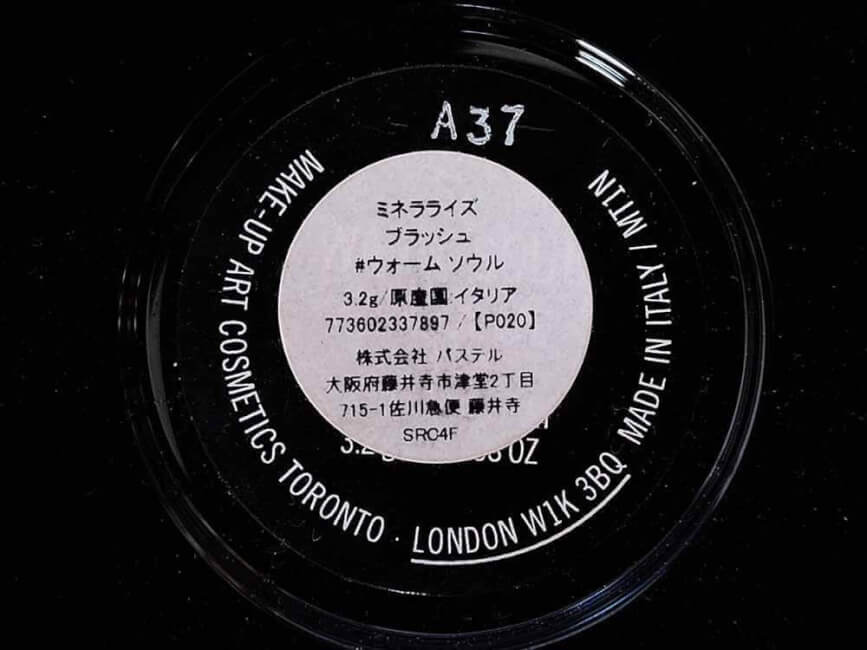 A37
MAKE-UP ART COSMETICS TORONTO · LONDON W1K 3BQ MADE IN ITALY / MT1N
ミネラライズ
ブラッシュ
#ウォーム ソウル
3.2g/原産国:イタリア
773602337897 /【P020】
株式会社 パステル
大阪府藤井寺市津堂2丁目
715-1佐川急便 藤井寺
SRC4F
3.2 OZ